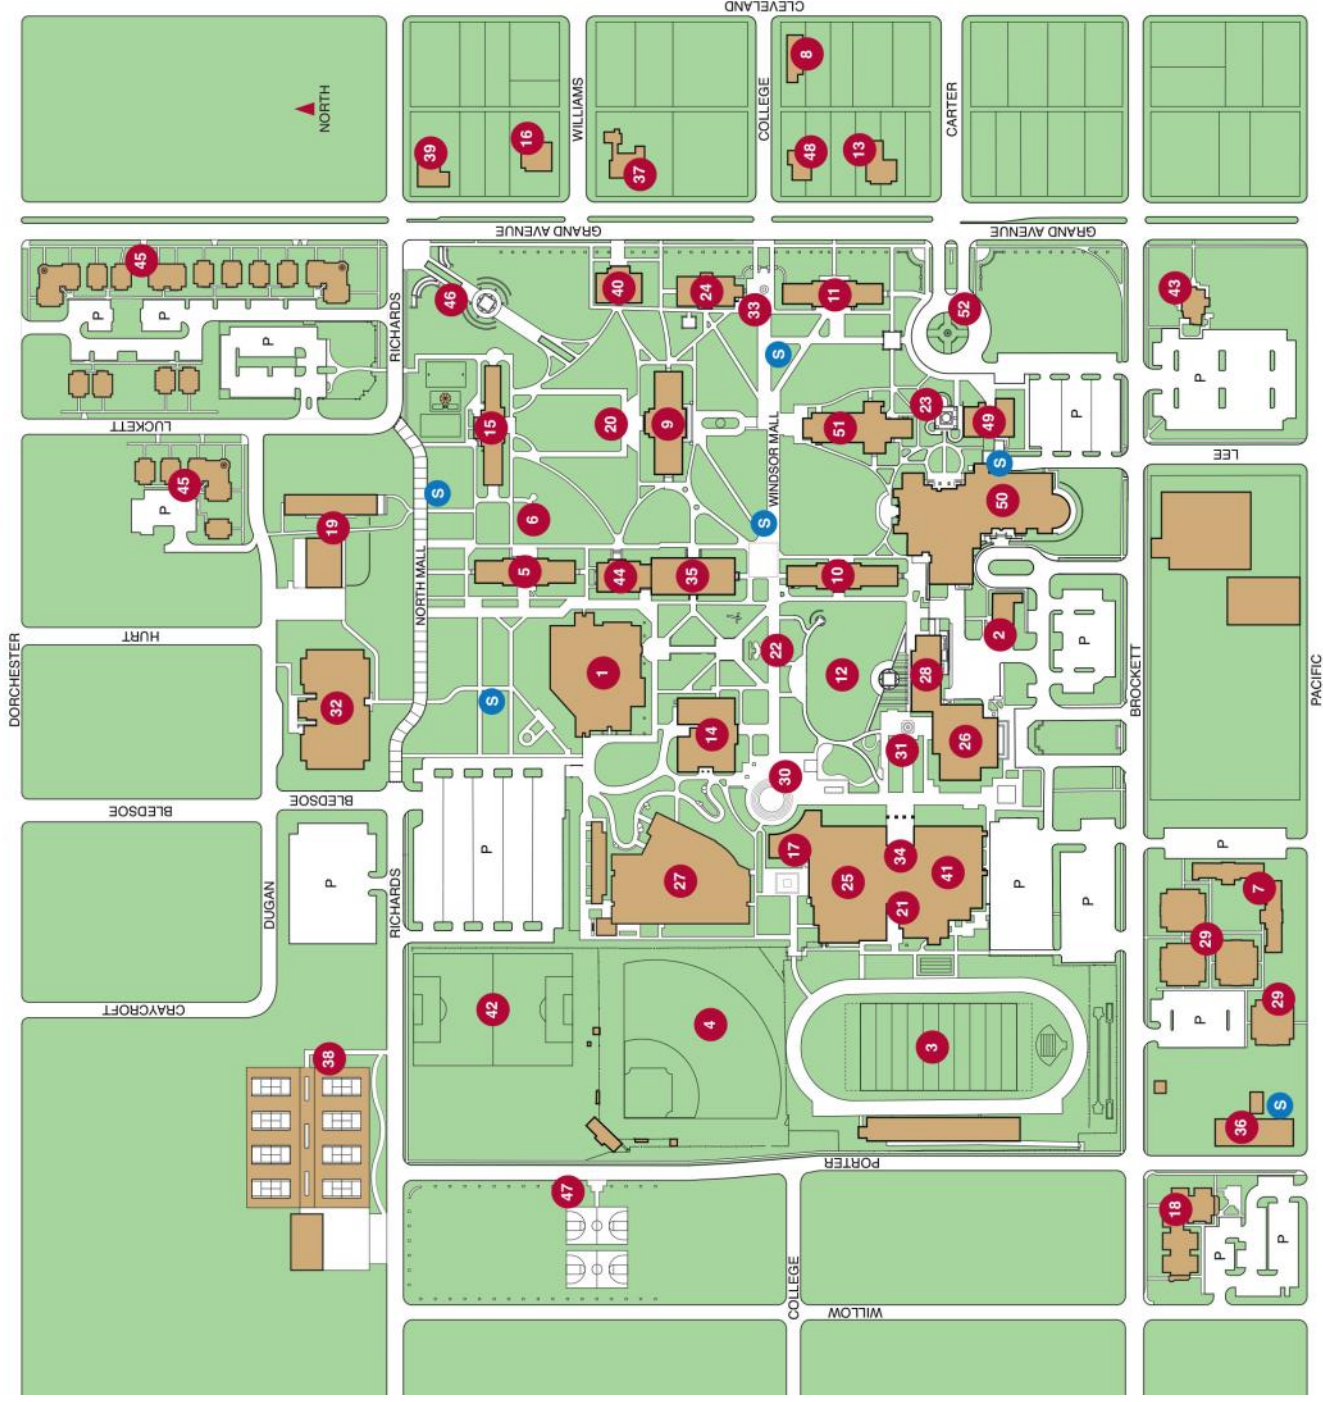 CLEVELAND
NORTH
WILLIAMS
COLLEGE
CARTER
8
39
16
37
48
13
GRAND AVENUE
GRAND AVENUE
45
P
P
P
RICHARDS
46
40
24
33
11
52
43
S
P
P
LUCKETT
15
20
9
51
23
49
WINDSOR MALL
LEE
45
P
19
S
6
S
S
50
NORTH MALL
5
44
35
10
DORCHESTER
HURT
1
22
12
28
2
P
BROCKETT
PACIFIC
32
S
14
31
26
30
BLEDSOE
BLEDSOE
P
P
DUGAN
RICHARDS
27
17
25
34
41
21
P
P
P
7
29
29
P
CRAYCROFT
42
4
3
38
36
S
PORTER
47
18
P
P
COLLEGE
WILLOW